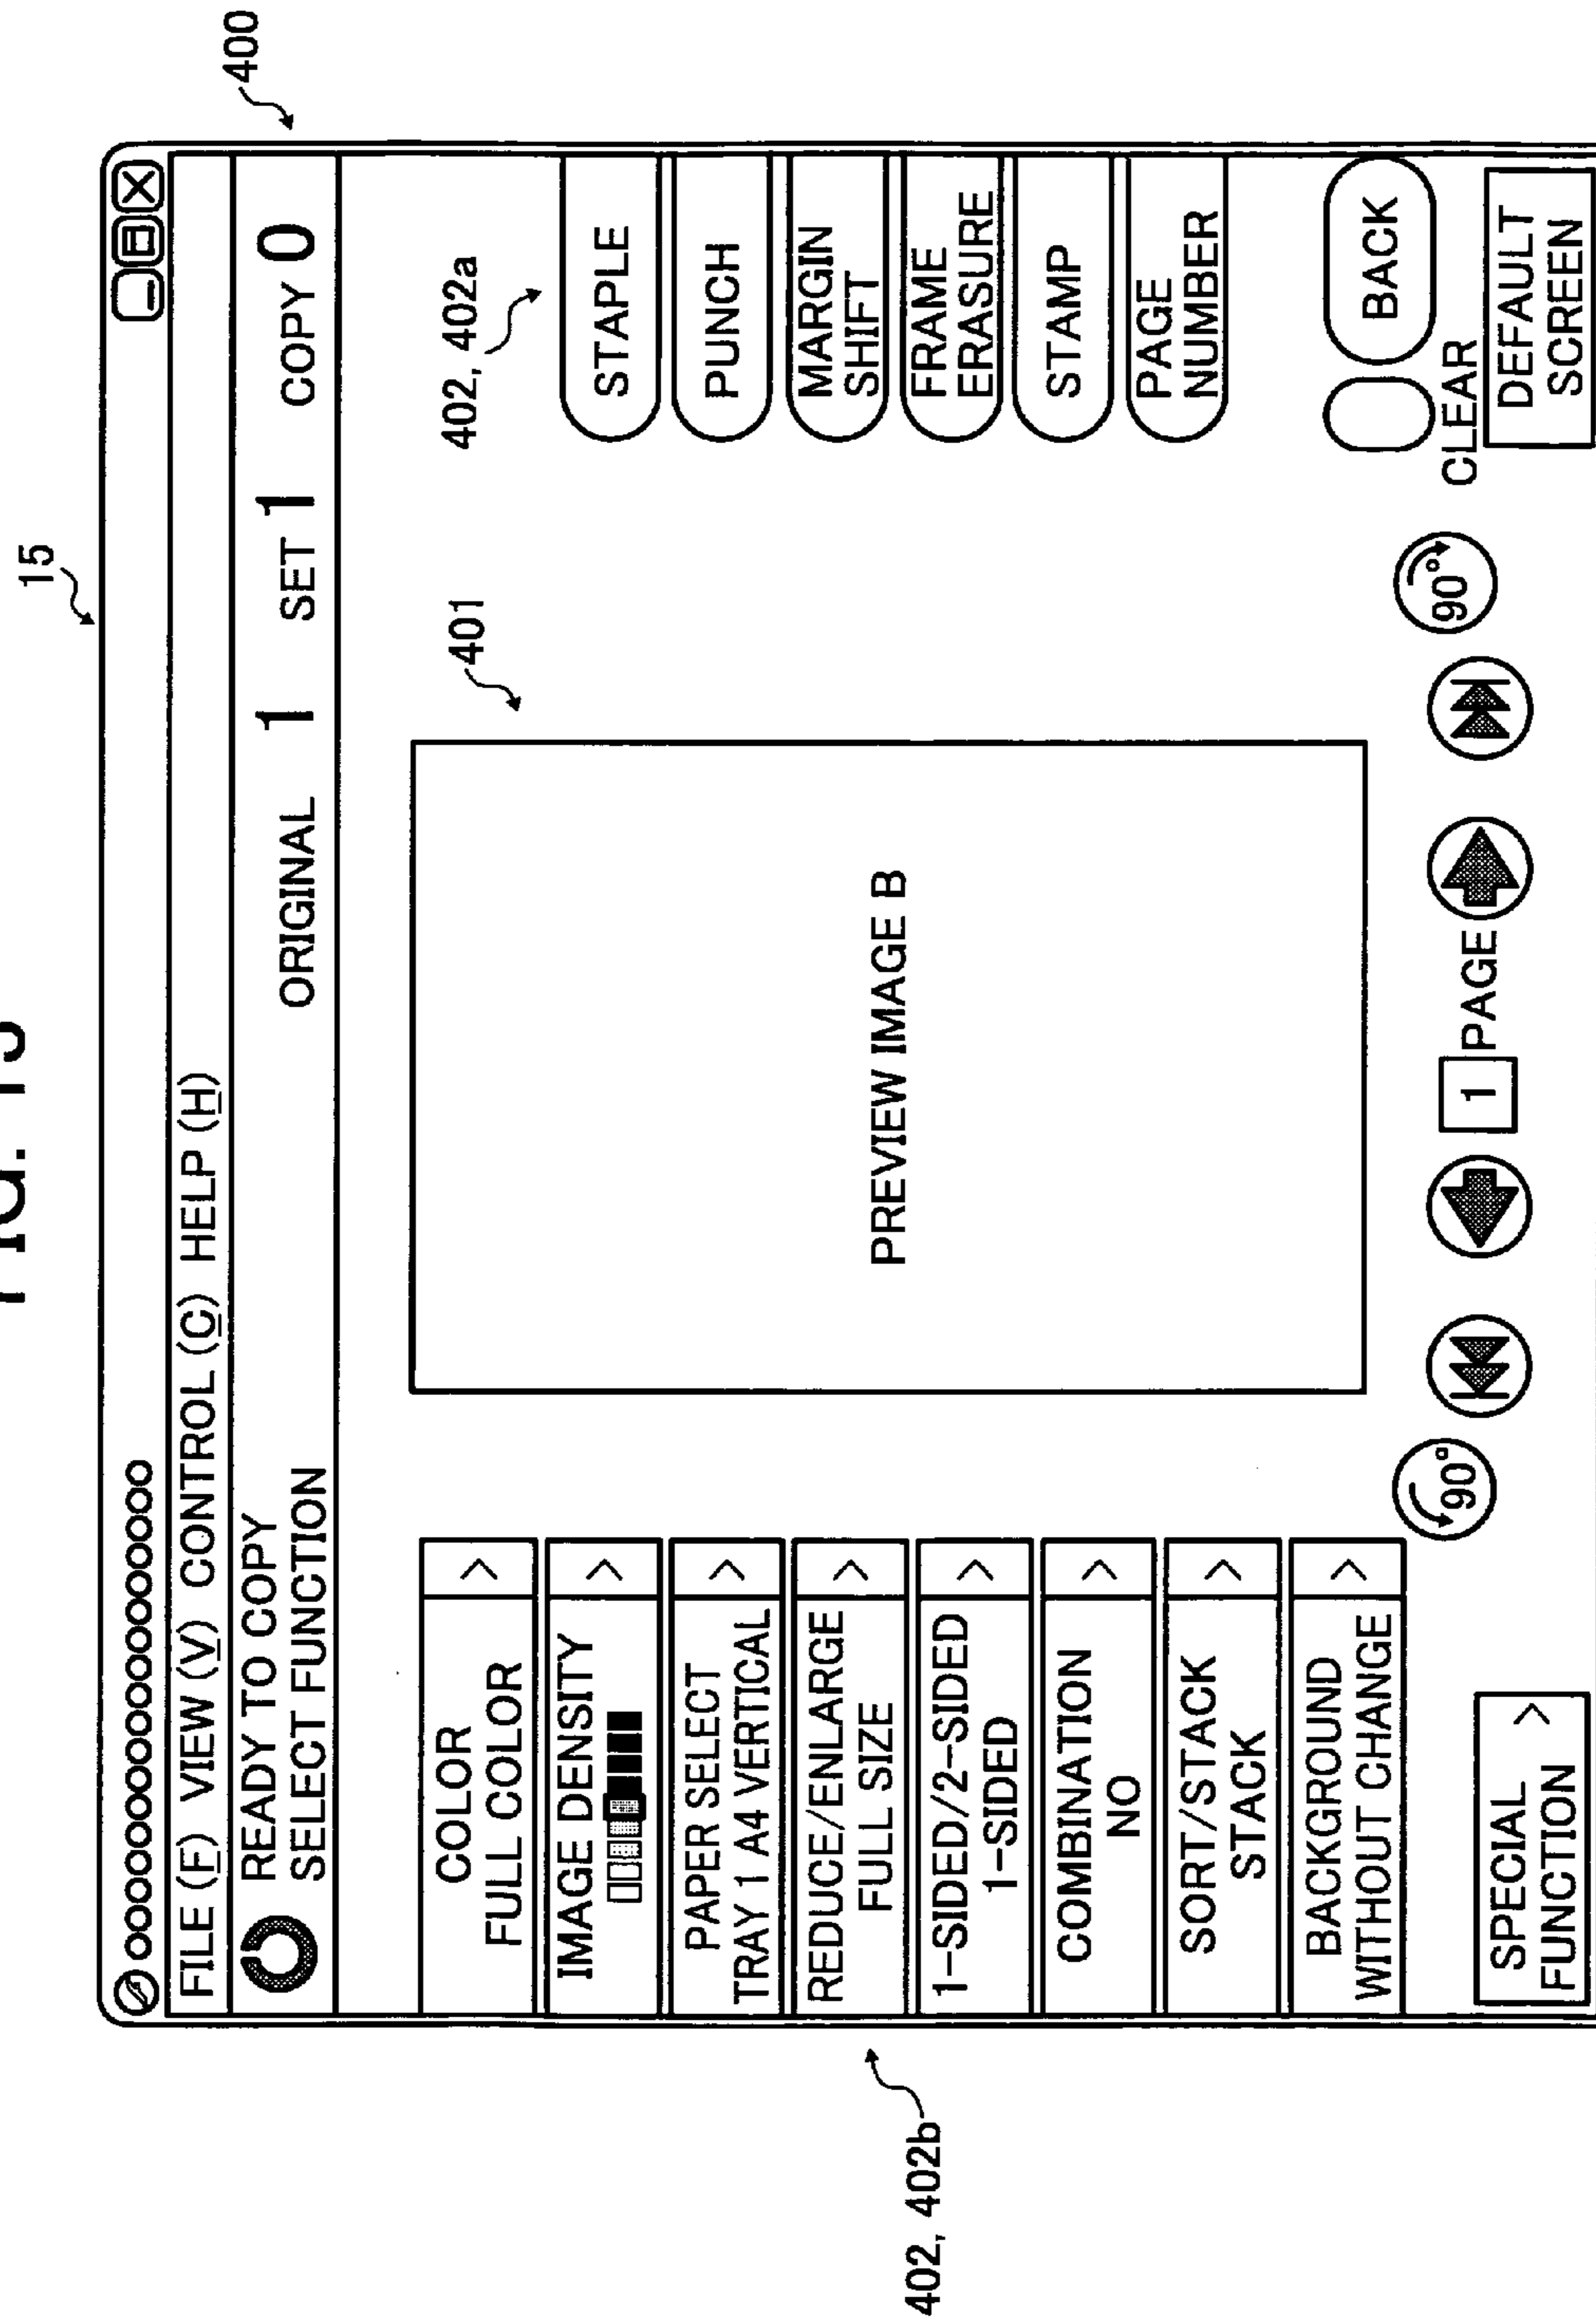 15
400
FILE (F) VIEW (V) CONTROL (C) HELP (H)
READY TO COPY
SELECT FUNCTION
ORIGINAL 1 SET 1 COPY 0
COLOR
FULL COLOR
IMAGE DENSITY
PAPER SELECT
TRAY 1 A4 VERTICAL
REDUCE/ENLARGE
FULL SIZE
1-SIDED/2-SIDED
1-SIDED
COMBINATION
NO
SORT/STACK
STACK
BACKGROUND
WITHOUT CHANGE
SPECIAL
FUNCTION
402, 402b
401
PREVIEW IMAGE B
90°
1 PAGE
90°
402, 402a
STAPLE
PUNCH
MARGIN
SHIFT
FRAME
ERASURE
STAMP
PAGE
NUMBER
BACK
CLEAR
DEFAULT
SCREEN